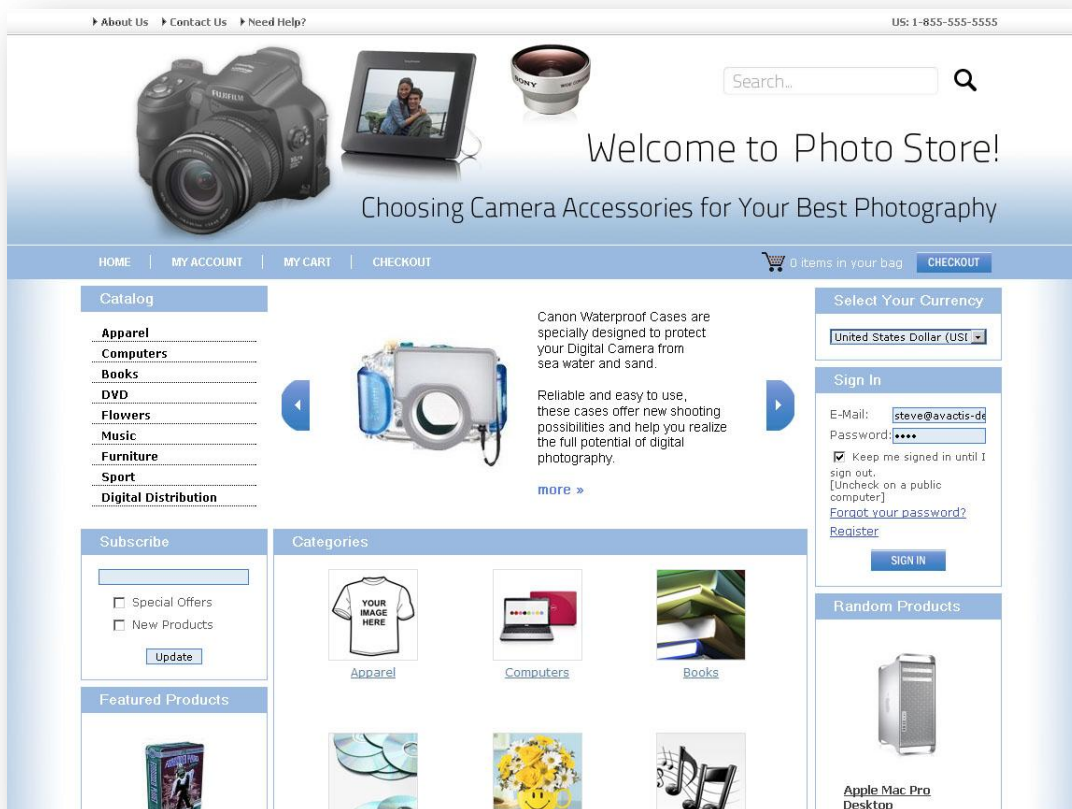 About Us Contact Us Need Help? US: 1-855-555-5555
FUJIFILM
SONY
Search...
Welcome to Photo Store!
Choosing Camera Accessories for Your Best Photography
HOME MY ACCOUNT MY CART CHECKOUT 0 items in your bag CHECKOUT
Catalog
Apparel
Computers
Books
DVD
Flowers
Music
Furniture
Sport
Digital Distribution
Canon Waterproof Cases are
specially designed to protect
your Digital Camera from
sea water and sand.
Reliable and easy to use,
these cases offer new shooting
possibilities and help you realize
the full potential of digital
photography.
more »
Select Your Currency
United States Dollar (USD
Sign In
E-Mail: steve@avactis-de
Password: ••••
Keep me signed in until I
sign out.
[Uncheck on a public
computer]
Forgot your password?
Register
SIGN IN
Subscribe
Special Offers
New Products
Update
Categories
YOUR
IMAGE
HERE
Apparel Computers Books
Random Products
Apple Mac Pro
Desktop
Featured Products